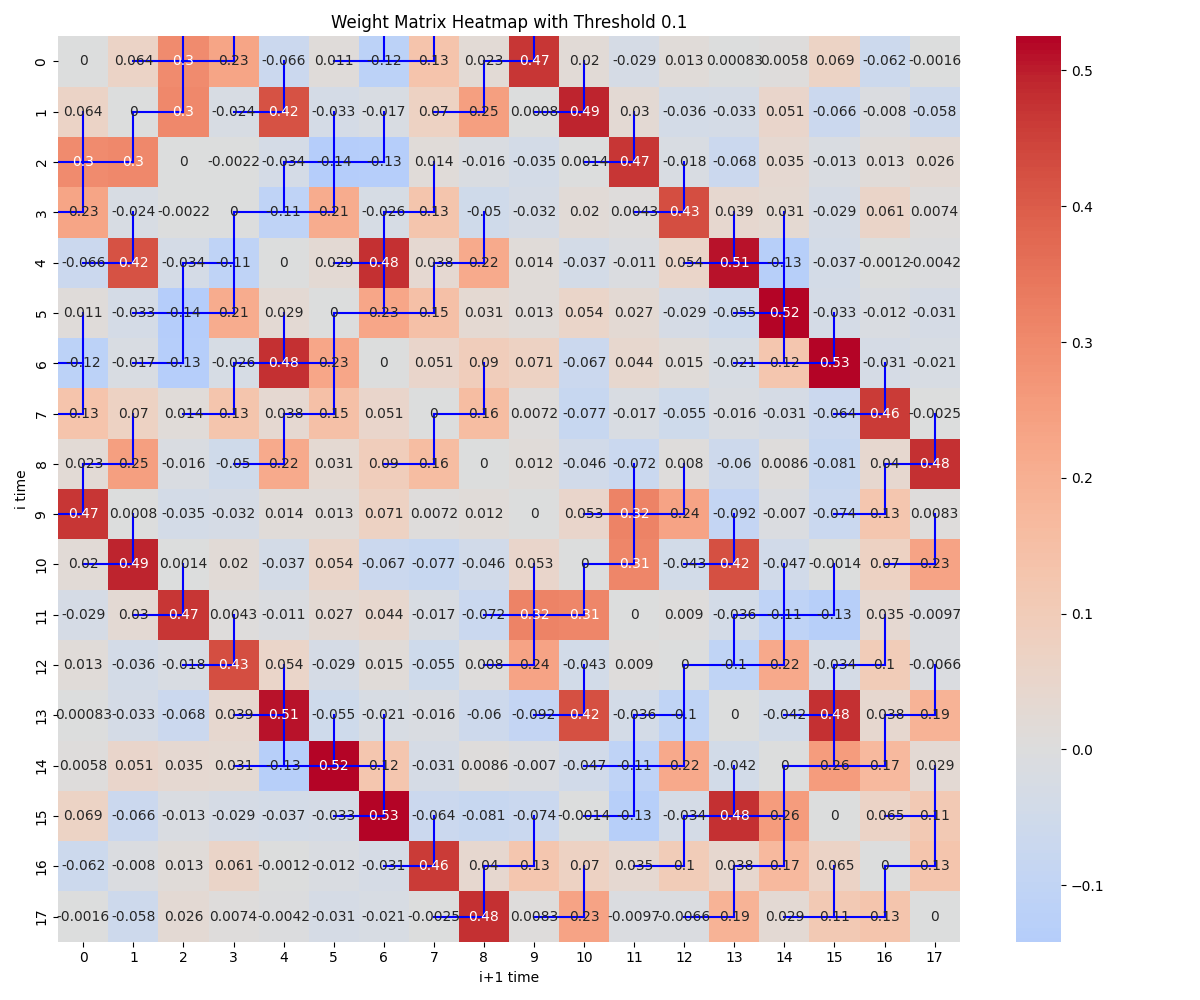 Weight Matrix Heatmap with Threshold 0.1
0 0 0.064 0.3 0.23 -0.066 0.011 -0.12 0.13 0.023 0.47 0.02 -0.029 0.013 0.00083 0.0058 0.069 -0.062 -0.0016
1 0.064 0 0.3 -0.024 0.42 -0.033 -0.017 0.07 0.25 0.0008 0.49 0.03 -0.036 -0.033 0.051 -0.066 -0.008 -0.058
2 0.3 0.3 0 -0.0022 -0.034 -0.14 -0.13 0.014 -0.016 -0.035 0.0014 0.47 -0.018 -0.068 0.035 -0.013 0.013 0.026
3 0.23 -0.024 -0.0022 0 -0.11 0.21 -0.026 0.13 -0.05 -0.032 0.02 0.0043 0.43 0.039 0.031 -0.029 0.061 0.0074
4 -0.066 0.42 -0.034 -0.11 0 0.029 0.48 0.038 0.22 0.014 -0.037 -0.011 0.054 0.51 -0.13 -0.037 -0.0012 -0.0042
5 0.011 -0.033 -0.14 0.21 0.029 0 0.23 0.15 0.031 0.013 0.054 0.027 -0.029 -0.055 0.52 -0.033 -0.012 -0.031
6 -0.12 -0.017 -0.13 -0.026 0.48 0.23 0 0.051 0.09 0.071 -0.067 0.044 0.015 -0.021 0.12 0.53 -0.031 -0.021
7 0.13 0.07 0.014 0.13 0.038 0.15 0.051 0 0.16 0.0072 -0.077 -0.017 -0.055 -0.016 -0.031 -0.064 0.46 -0.0025
8 0.023 0.25 -0.016 -0.05 0.22 0.031 0.09 0.16 0 0.012 -0.046 -0.072 0.008 -0.06 0.0086 -0.081 0.04 0.48
9 0.47 0.0008 -0.035 -0.032 0.014 0.013 0.071 0.0072 0.012 0 0.053 0.32 0.24 -0.092 -0.007 -0.074 0.13 0.0083
10 0.02 0.49 0.0014 0.02 -0.037 0.054 -0.067 -0.077 -0.046 0.053 0 0.31 -0.043 0.42 -0.047 -0.0014 0.07 0.23
11 -0.029 0.03 0.47 0.0043 -0.011 0.027 0.044 -0.017 -0.072 0.32 0.31 0 0.009 -0.036 -0.11 -0.13 0.035 -0.0097
12 0.013 -0.036 -0.018 0.43 0.054 -0.029 0.015 -0.055 0.008 0.24 -0.043 0.009 0 -0.1 0.22 -0.034 0.1 -0.0066
13 0.00083 -0.033 -0.068 0.039 0.51 -0.055 -0.021 -0.016 -0.06 -0.092 0.42 -0.036 -0.1 0 -0.042 0.48 0.038 0.19
14 0.0058 0.051 0.035 0.031 -0.13 0.52 0.12 -0.031 0.0086 -0.007 -0.047 -0.11 0.22 -0.042 0 0.26 0.17 0.029
15 0.069 -0.066 -0.013 -0.029 -0.037 -0.033 0.53 -0.064 -0.081 -0.074 -0.0014 -0.13 -0.034 0.48 0.26 0 0.065 0.11
16 -0.062 -0.008 0.013 0.061 -0.0012 -0.012 -0.031 0.46 0.04 0.13 0.07 0.035 0.1 0.038 0.17 0.065 0 0.13
17 -0.0016 -0.058 0.026 0.0074 -0.0042 -0.031 -0.021 -0.0025 0.48 0.0083 0.23 -0.0097 -0.0066 0.19 0.029 0.11 0.13 0
0 1 2 3 4 5 6 7 8 9 10 11 12 13 14 15 16 17
i+1 time
i time
0.5
0.4
0.3
0.2
0.1
0.0
−0.1